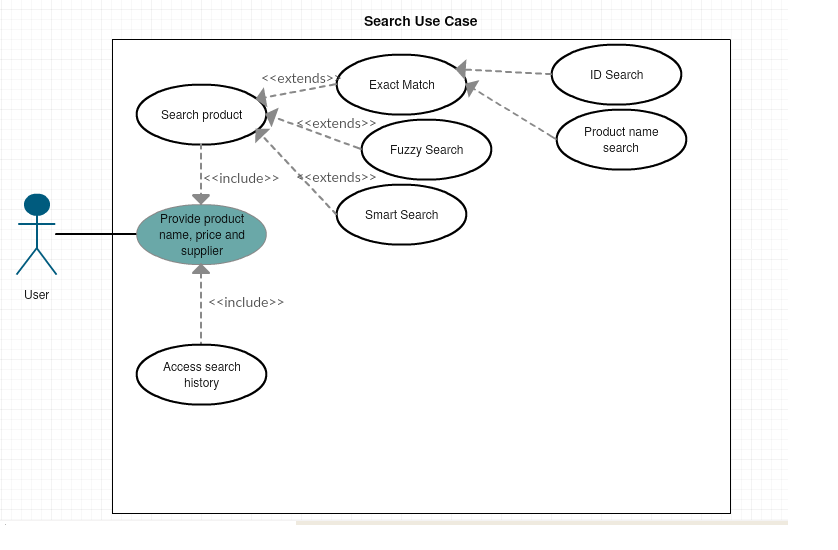 Search Use Case
Search product
<<extends>>
Exact Match
ID Search
<<extends>>
Fuzzy Search
Product name
search
<<extends>>
Smart Search
<<include>>
Provide product
name, price and
supplier
User
<<include>>
Access search
history